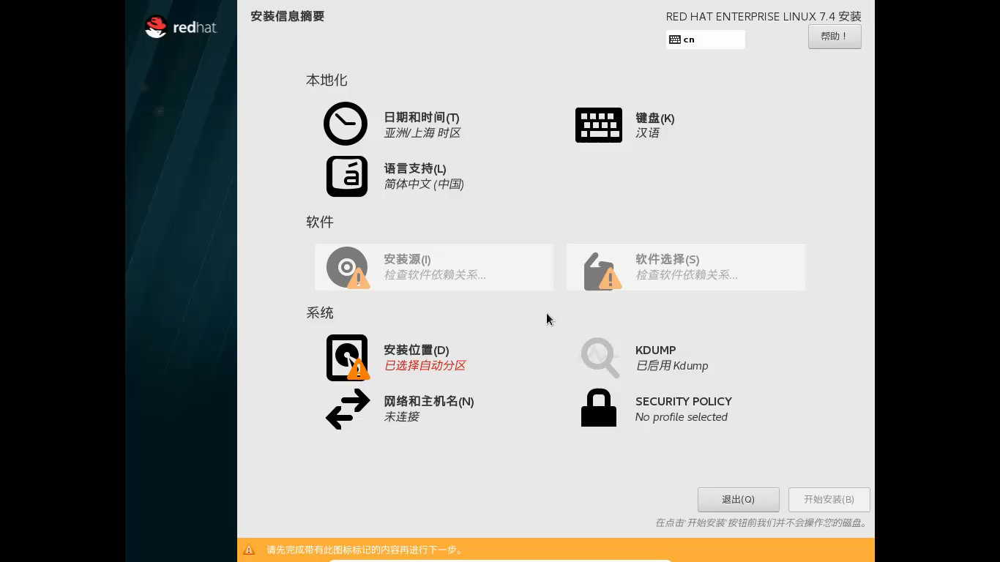 redhat.
安装信息摘要
RED HAT ENTERPRISE LINUX 7.4 安装
cn
帮助！
本地化
日期和时间(T)
亚洲/上海 时区
键盘(K)
汉语
语言支持(L)
简体中文 (中国)
软件
安装源(I)
检查软件依赖关系...
软件选择(S)
检查软件依赖关系...
系统
安装位置(D)
已选择自动分区
KDUMP
已启用 Kdump
网络和主机名(N)
未连接
SECURITY POLICY
No profile selected
退出(Q)
开始安装(B)
在点击'开始安装'按钮前我们并不会操作您的磁盘。
请先完成带有此图标标记的内容再进行下一步。